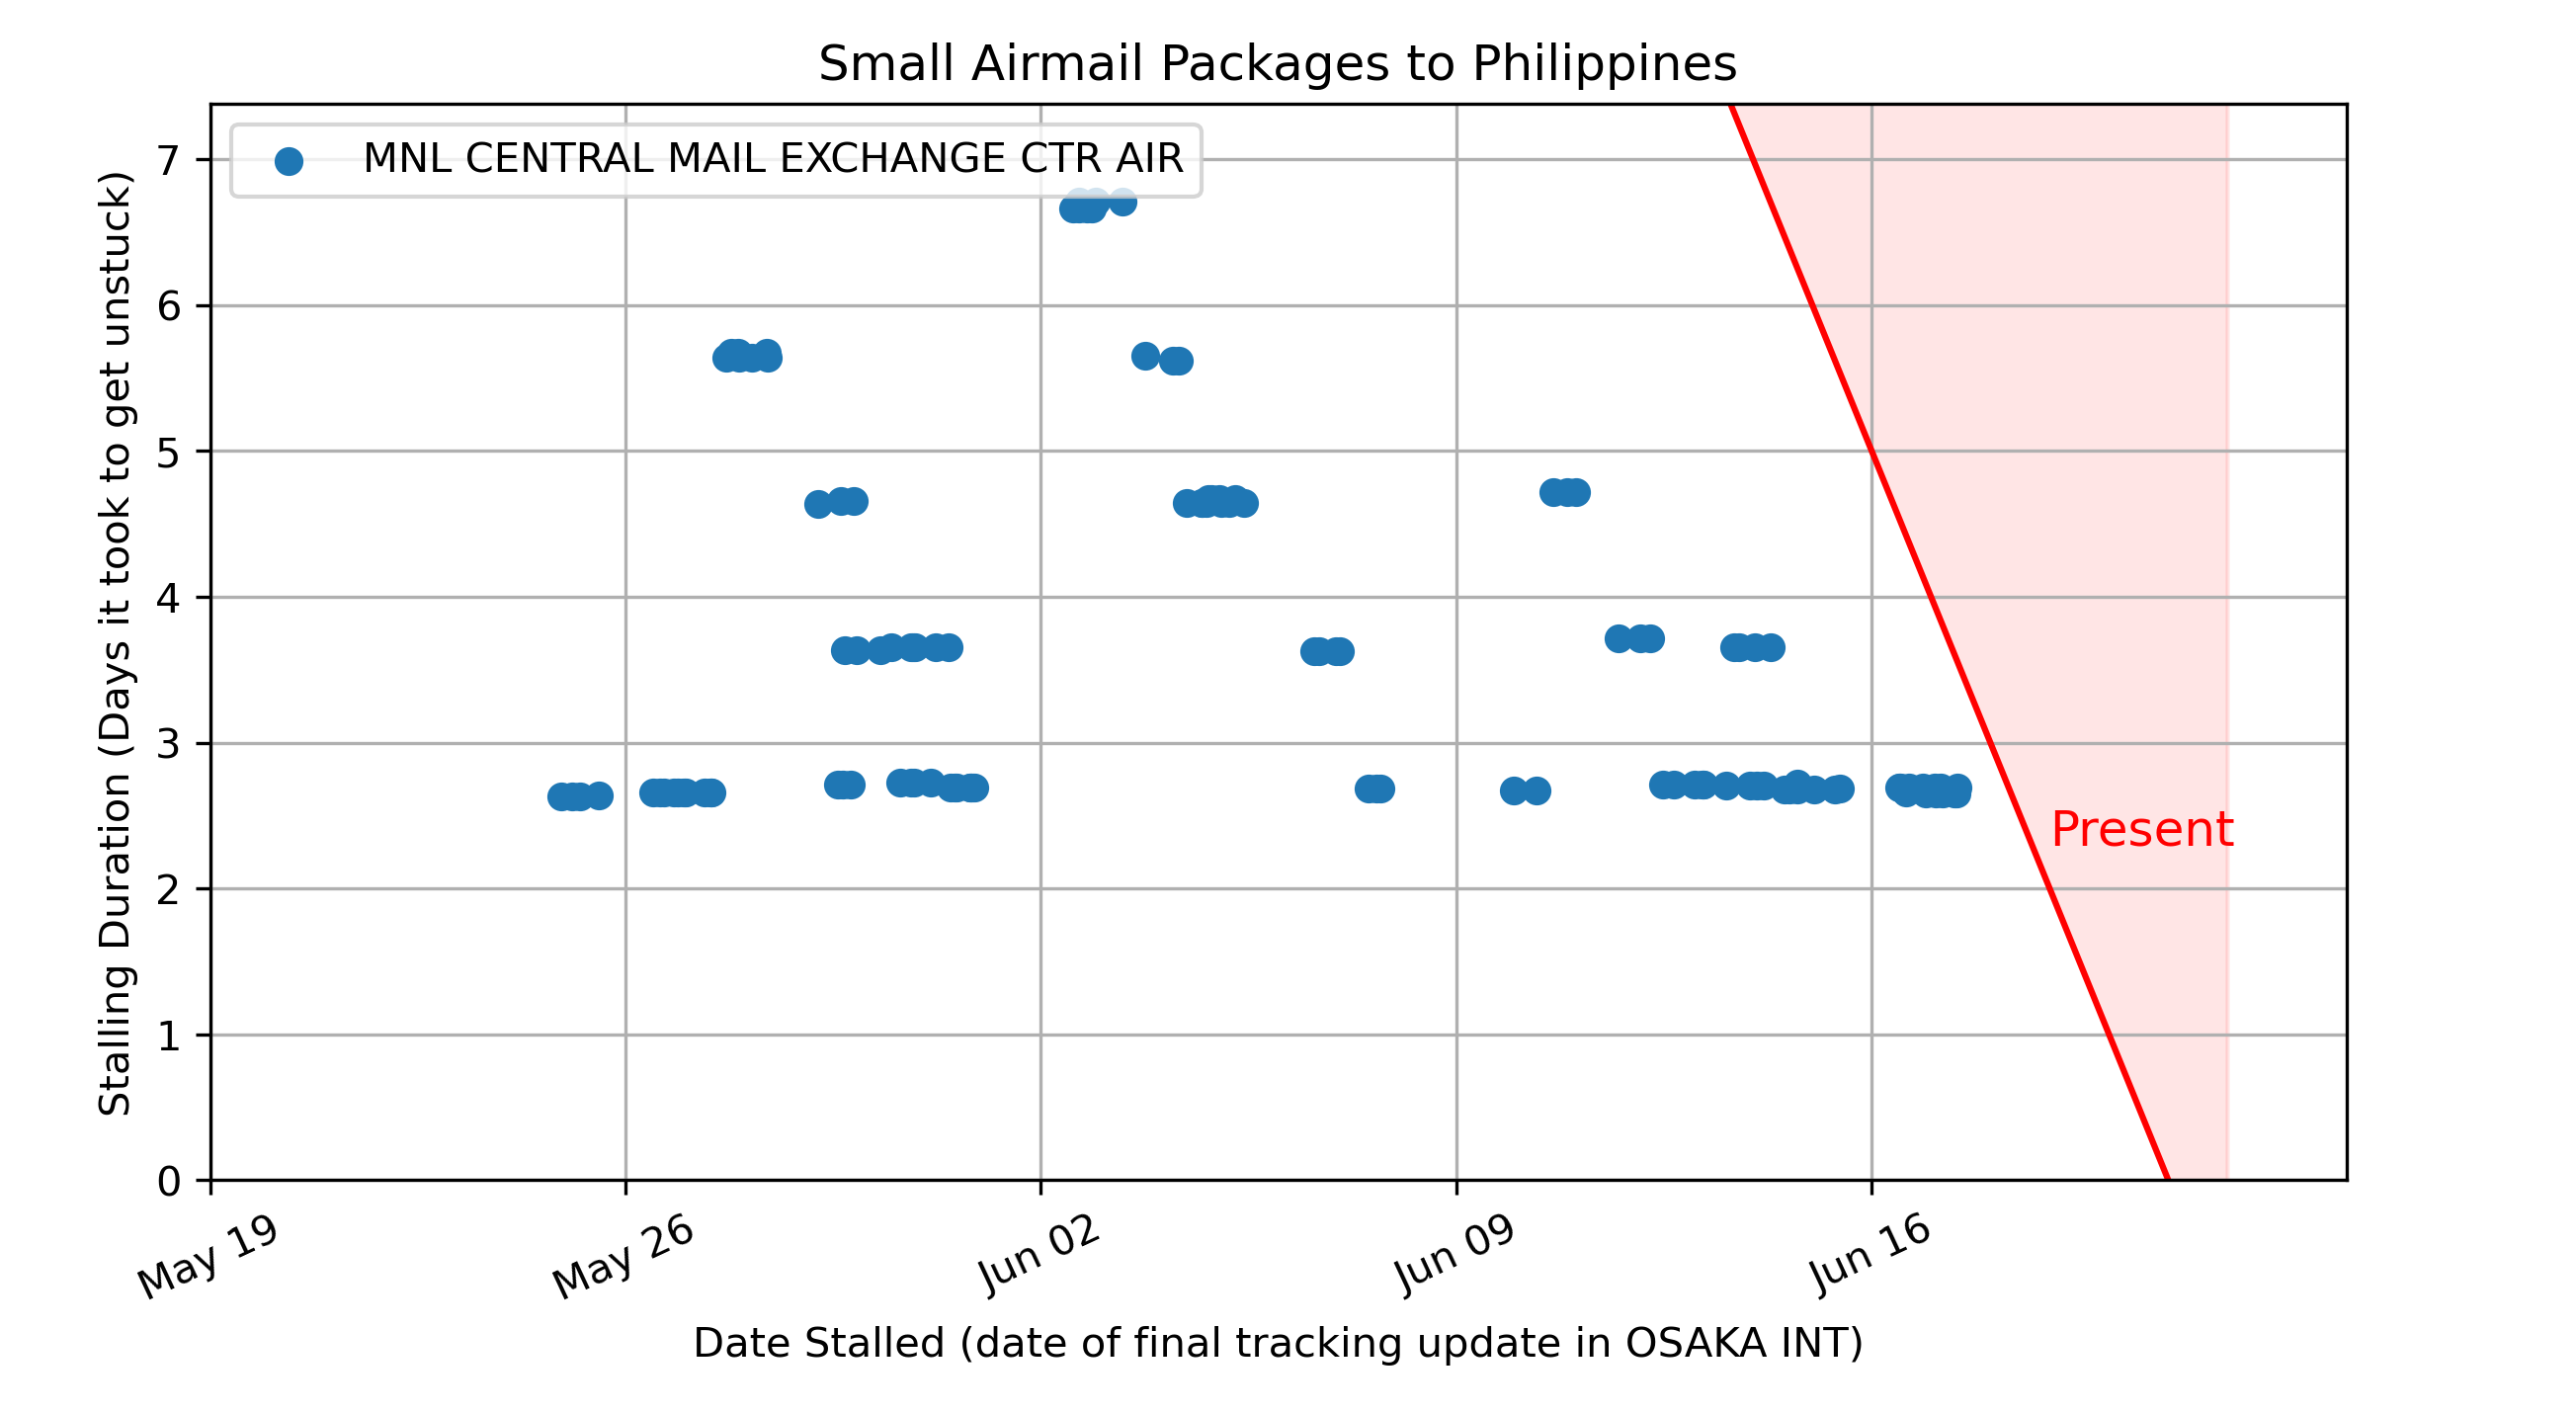 Small Airmail Packages to Philippines
MNL CENTRAL MAIL EXCHANGE CTR AIR
Stalling Duration (Days it took to get unstuck)
7
6
5
4
3
2
1
0
Present
May 19
May 26
Jun 02
Jun 09
Jun 16
Date Stalled (date of final tracking update in OSAKA INT)